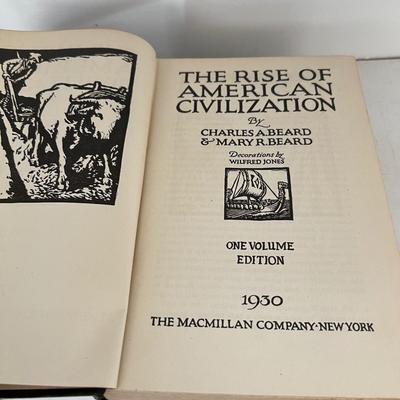 THE RISE OF
AMERICAN
CIVILIZATION
By
CHARLES A. BEARD
& MARY R. BEARD
Decorations by
WILFRED JONES
ONE VOLUME
EDITION
1930
THE MACMILLAN COMPANY·NEW YORK